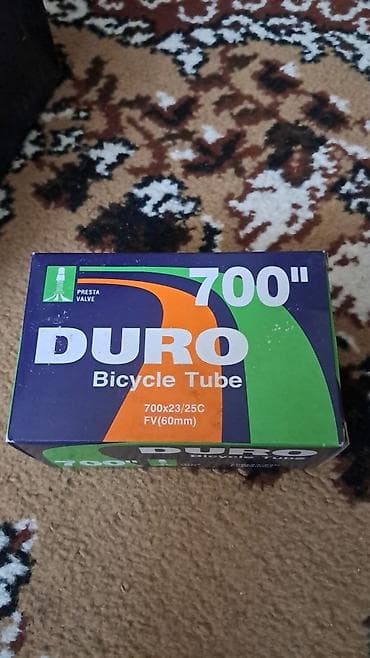 700"
PRESTA
VALVE
DURO
Bicycle Tube
700x23/25C
FV(60mm)
700"
DURO
Bicycle Tube